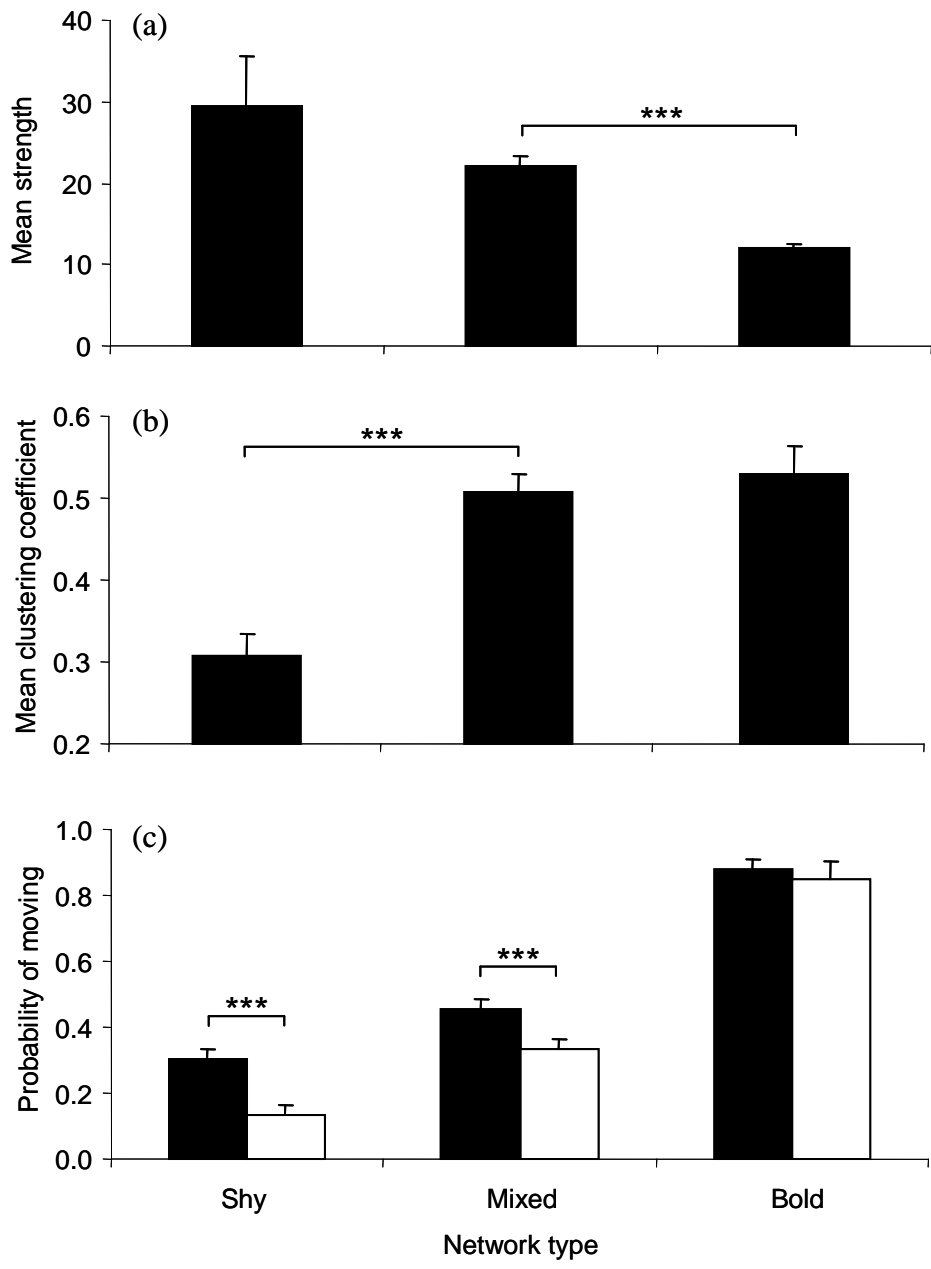 (a)
Mean strength
40
30
20
10
0
***
(b)
Mean clustering coefficient
0.6
0.5
0.4
0.3
0.2
***
(c)
Probability of moving
1.0
0.8
0.6
0.4
0.2
0.0
***
***
Shy Mixed Bold
Network type